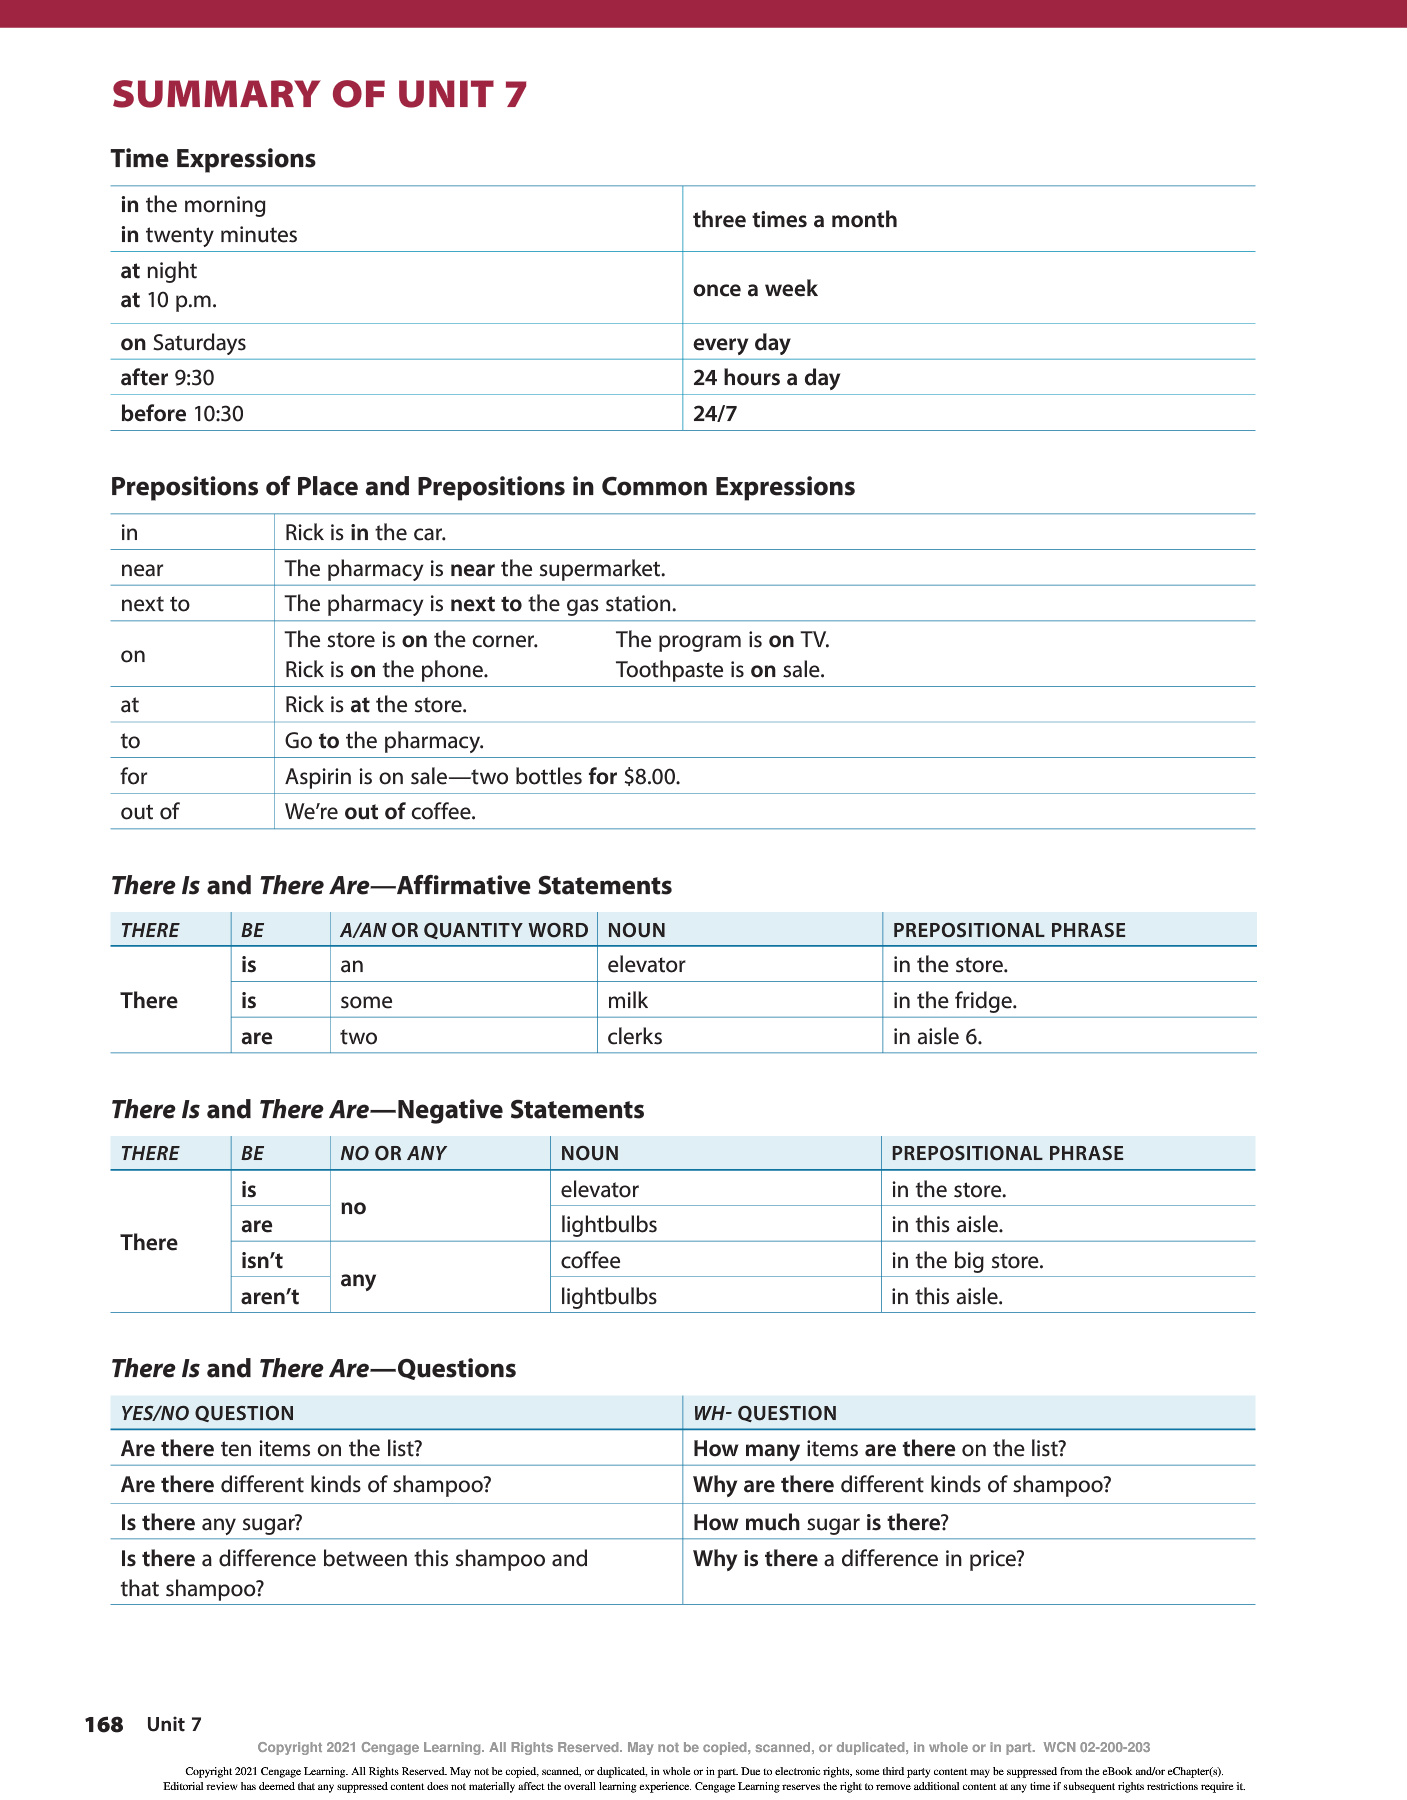 SUMMARY OF UNIT 7
Time Expressions
in the morning
in twenty minutes
three times a month
at night
at 10 p.m.
once a week
on Saturdays
every day
after 9:30
24 hours a day
before 10:30
24/7
Prepositions of Place and Prepositions in Common Expressions
in
Rick is in the car.
near
The pharmacy is near the supermarket.
next to
The pharmacy is next to the gas station.
on
The store is on the corner. The program is on TV.
Rick is on the phone. Toothpaste is on sale.
at
Rick is at the store.
to
Go to the pharmacy.
for
Aspirin is on sale—two bottles for $8.00.
out of
We're out of coffee.
There Is and There Are—Affirmative Statements
THERE BE A/AN OR QUANTITY WORD NOUN PREPOSITIONAL PHRASE
There
is an elevator in the store.
is some milk in the fridge.
are two clerks in aisle 6.
There Is and There Are—Negative Statements
THERE BE NO OR ANY NOUN PREPOSITIONAL PHRASE
There
is no elevator in the store.
are lightbulbs in this aisle.
isn't any coffee in the big store.
aren't lightbulbs in this aisle.
There Is and There Are—Questions
YES/NO QUESTION WH- QUESTION
Are there ten items on the list? How many items are there on the list?
Are there different kinds of shampoo? Why are there different kinds of shampoo?
Is there any sugar? How much sugar is there?
Is there a difference between this shampoo and
that shampoo?
Why is there a difference in price?
168 Unit 7
Copyright 2021 Cengage Learning. All Rights Reserved. May not be copied, scanned, or duplicated, in whole or in part. WCN 02-200-203
Copyright 2021 Cengage Learning. All Rights Reserved. May not be copied, scanned, or duplicated, in whole or in part. Due to electronic rights, some third party content may be suppressed from the eBook and/or eChapter(s).
Editorial review has deemed that any suppressed content does not materially affect the overall learning experience. Cengage Learning reserves the right to remove additional content at any time if subsequent rights restrictions require it.